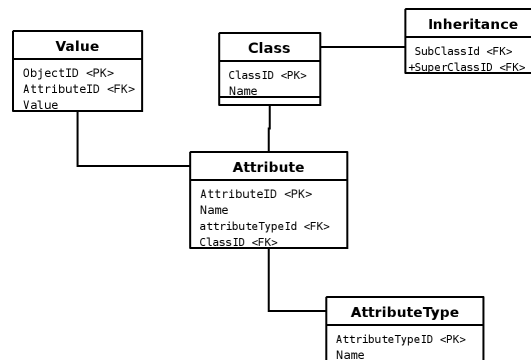 Value
ObjectID <PK>
AttributeID <FK>
Value
Class
ClassID <PK>
Name
Inheritance
SubClassId <FK>
+SuperClassID <FK>
Attribute
AttributeID <PK>
Name
attributeTypeId <FK>
ClassID <FK>
AttributeType
AttributeTypeID <PK>
Name